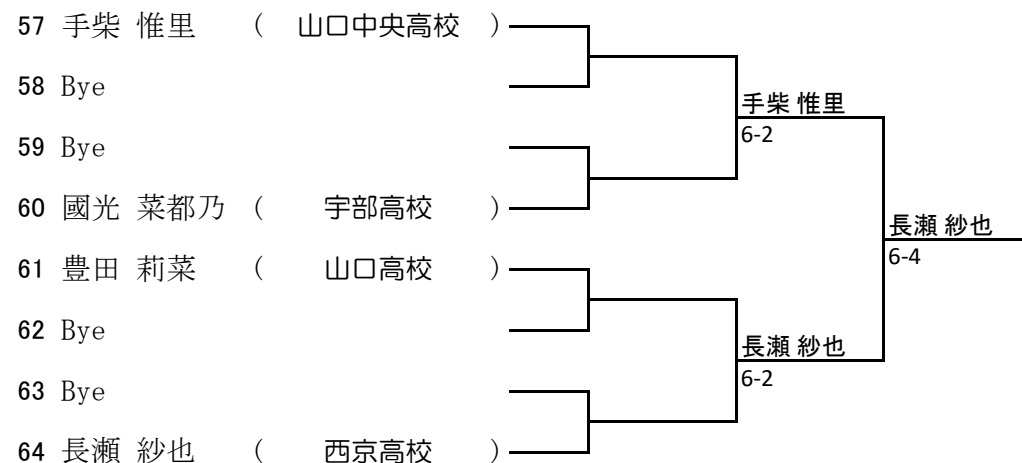 57 手柴 惟里 ( 山口中央高校 )
58 Bye
手柴 惟里
59 Bye
6-2
60 國光 菜都乃 ( 宇部高校 )
長瀬 紗也
6-4
61 豊田 莉菜 ( 山口高校 )
62 Bye
長瀬 紗也
6-2
63 Bye
64 長瀬 紗也 ( 西京高校 )